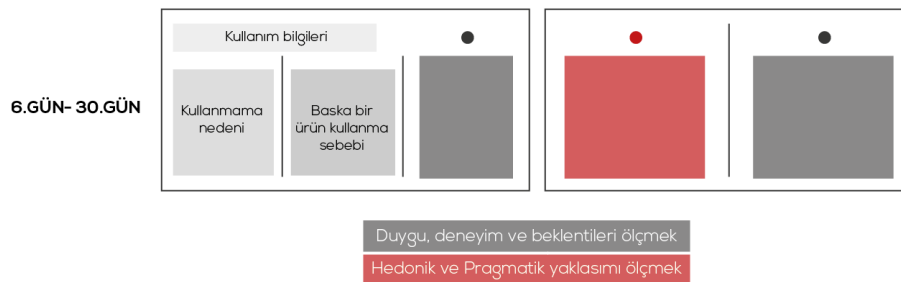 Kullanım bilgileri
6.GÜN- 30.GÜN
Kullanmama
nedeni
Baska bir
ürün kullanma
sebebi
Duygu, deneyim ve beklentileri ölçmek
Hedonik ve Pragmatik yaklasımı ölçmek